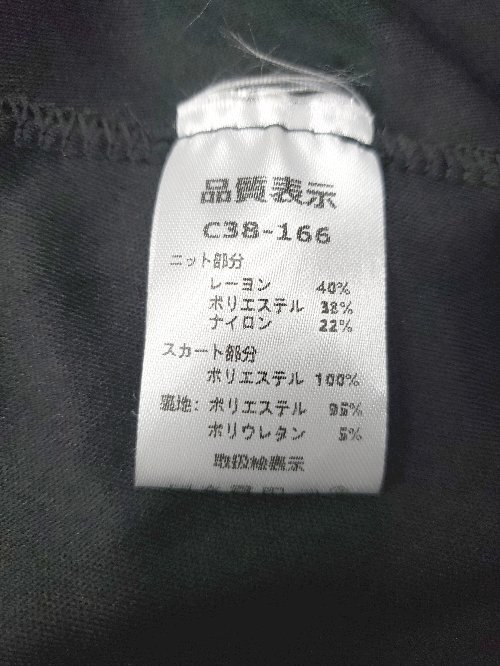 品質表示
C38-166
ニット部分
レーヨン 40%
ポリエステル 38%
ナイロン 22%
スカート部分
ポリエステル 100%
裏地: ポリエステル 95%
ポリウレタン 5%
取扱検表示